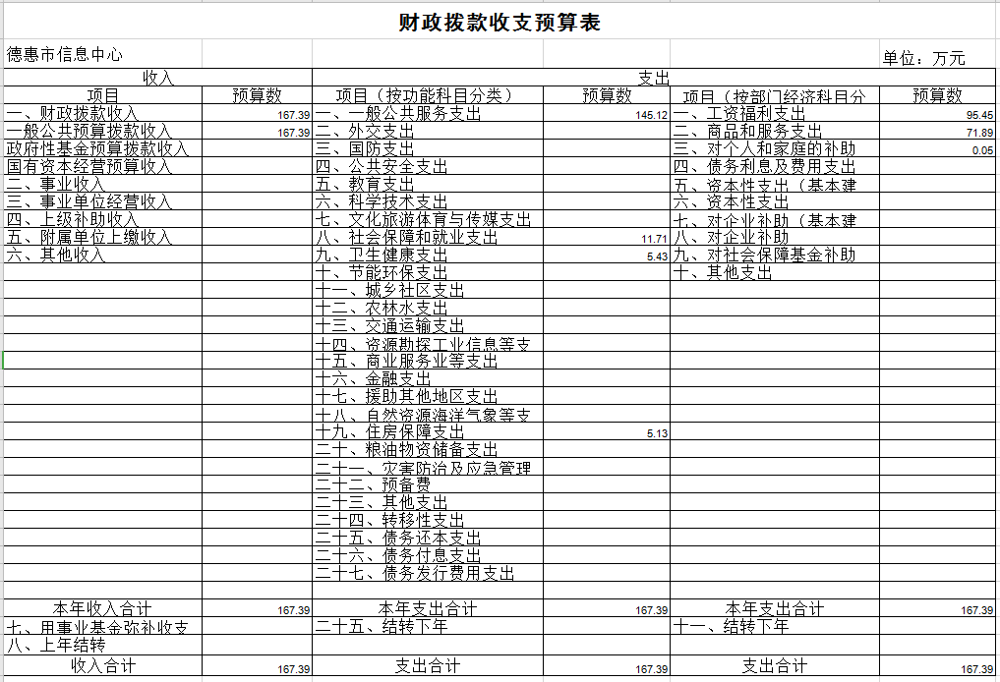 财政拨款收支预算表
德惠市信息中心 单位：万元
收入 支出
项目 预算数 项目（按功能科目分类） 预算数 项目（按部门经济科目分 预算数
一、财政拨款收入 167.39 一、一般公共服务支出 145.12 一、工资福利支出 95.45
一般公共预算拨款收入 167.39 二、外交支出 二、商品和服务支出 71.89
政府性基金预算拨款收入 三、国防支出 三、对个人和家庭的补助 0.05
国有资本经营预算收入 四、公共安全支出 四、债务利息及费用支出
二、事业收入 五、教育支出 五、资本性支出（基本建
三、事业单位经营收入 六、科学技术支出 六、资本性支出
四、上级补助收入 七、文化旅游体育与传媒支出 七、对企业补助（基本建
五、附属单位上缴收入 八、社会保障和就业支出 11.71 八、对企业补助
六、其他收入 九、卫生健康支出 5.43 九、对社会保障基金补助
十、节能环保支出 十、其他支出
十一、城乡社区支出
十二、农林水支出
十三、交通运输支出
十四、资源勘探工业信息等支
十五、商业服务业等支出
十六、金融支出
十七、援助其他地区支出
十八、自然资源海洋气象等支
十九、住房保障支出 5.13
二十、粮油物资储备支出
二十一、灾害防治及应急管理
二十二、预备费
二十三、其他支出
二十四、转移性支出
二十五、债务还本支出
二十六、债务付息支出
二十七、债务发行费用支出
本年收入合计 167.39 本年支出合计 167.39 本年支出合计 167.39
七、用事业基金弥补收支 二十五、结转下年 十一、结转下年
八、上年结转
收入合计 167.39 支出合计 167.39 支出合计 167.39